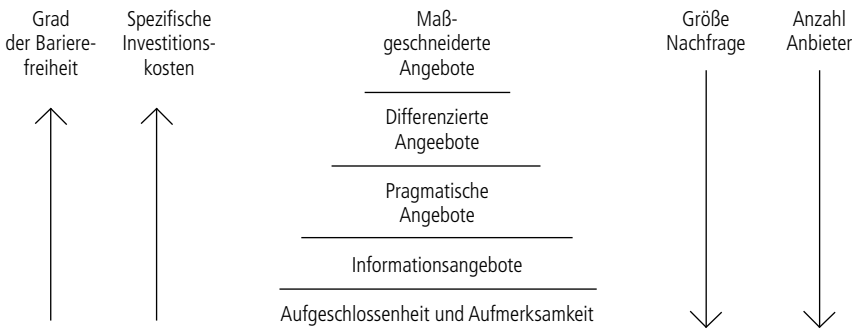 Grad
der Bariere-
freiheit
Spezifische
Investitions-
kosten
Maß-
geschneiderte
Angebote
Größe
Nachfrage
Anzahl
Anbieter
Differenzierte
Angeebote
Pragmatische
Angebote
Informationsangebote
Aufgeschlossenheit und Aufmerksamkeit